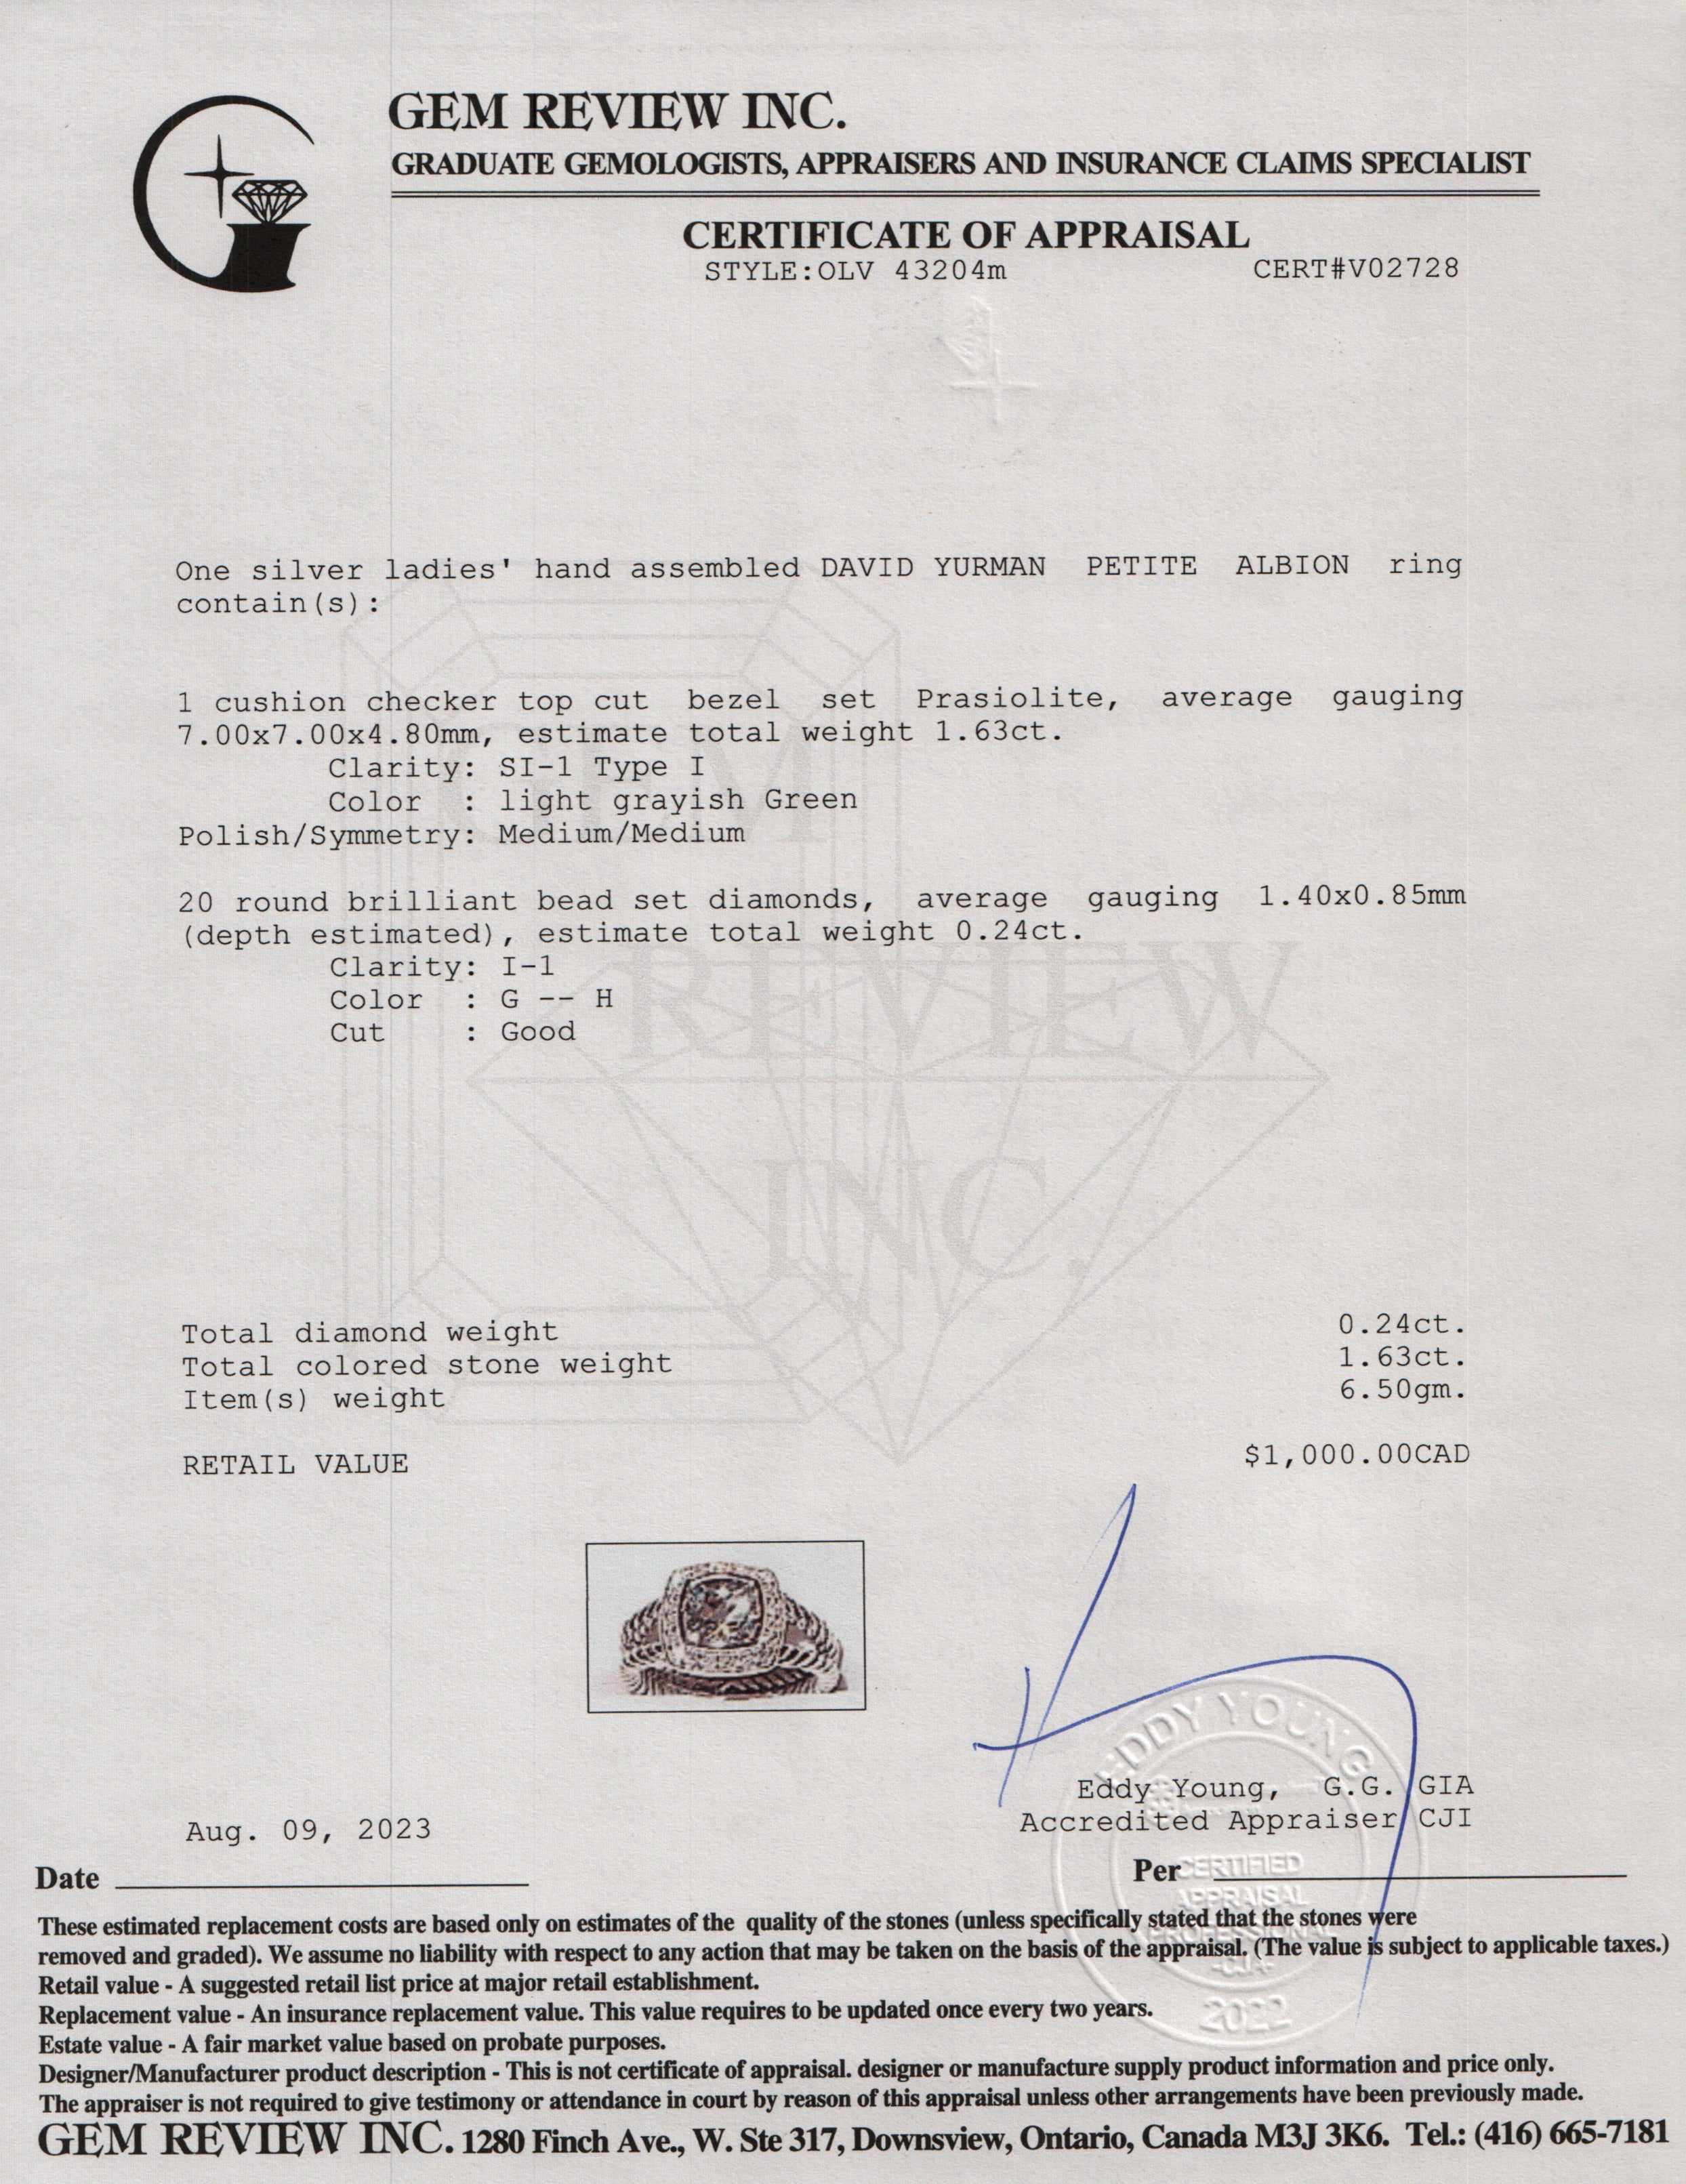 GEM REVIEW INC.
GRADUATE GEMOLOGISTS, APPRAISERS AND INSURANCE CLAIMS SPECIALIST
CERTIFICATE OF APPRAISAL
STYLE:OLV 43204m CERT#V02728
One silver ladies' hand assembled DAVID YURMAN PETITE ALBION ring
contain(s):
1 cushion checker top cut bezel set Prasiolite, average gauging
7.00x7.00x4.80mm, estimate total weight 1.63ct.
Clarity: SI-1 Type I
Color : light grayish Green
Polish/Symmetry: Medium/Medium
20 round brilliant bead set diamonds, average gauging 1.40x0.85mm
(depth estimated), estimate total weight 0.24ct.
Clarity: I-1
Color : G -- H
Cut : Good
REVIEW
INC.
Total diamond weight 0.24ct.
Total colored stone weight 1.63ct.
Item(s) weight 6.50gm.
RETAIL VALUE $1,000.00CAD
EDDY YOUNG
Eddy Young, G.G. GIA
Accredited Appraiser CJI
Aug. 09, 2023
Date
Per
CERTIFIED
APPRAISAL
PROFESSIONAL
-CJA-
2022
These estimated replacement costs are based only on estimates of the quality of the stones (unless specifically stated that the stones were
removed and graded). We assume no liability with respect to any action that may be taken on the basis of the appraisal. (The value is subject to applicable taxes.)
Retail value - A suggested retail list price at major retail establishment.
Replacement value - An insurance replacement value. This value requires to be updated once every two years.
Estate value - A fair market value based on probate purposes.
Designer/Manufacturer product description - This is not certificate of appraisal. designer or manufacture supply product information and price only.
The appraiser is not required to give testimony or attendance in court by reason of this appraisal unless other arrangements have been previously made.
GEM REVIEW INC. 1280 Finch Ave., W. Ste 317, Downsview, Ontario, Canada M3J 3K6. Tel.: (416) 665-7181